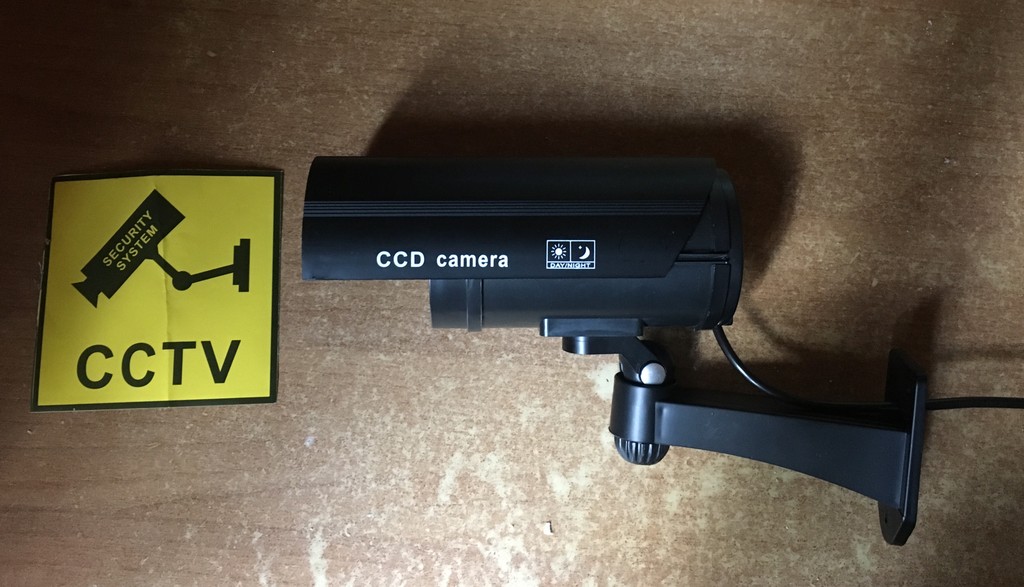 SECURITY
SYSTEM
CCTV
CCD camera
DAY/NIGHT